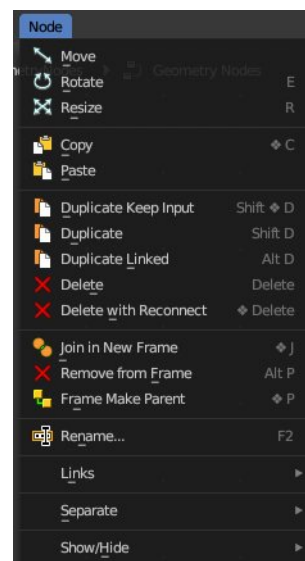 Node
Move
Geometry Nodes
Rotate E
Resize R
Copy ❖ C
Paste
Duplicate Keep Input Shift ❖ D
Duplicate Shift D
Duplicate Linked Alt D
Delete Delete
Delete with Reconnect ❖ Delete
Join in New Frame ❖ J
Remove from Frame Alt P
Frame Make Parent ❖ P
Rename... F2
Links
Separate
Show/Hide